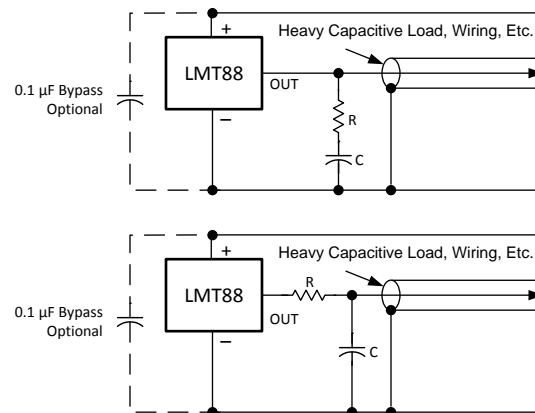 Heavy Capacitive Load, Wiring, Etc.
+
LMT88
OUT
0.1 µF Bypass
Optional
R
−
C
Heavy Capacitive Load, Wiring, Etc.
+
R
LMT88
OUT
0.1 µF Bypass
Optional
−
C